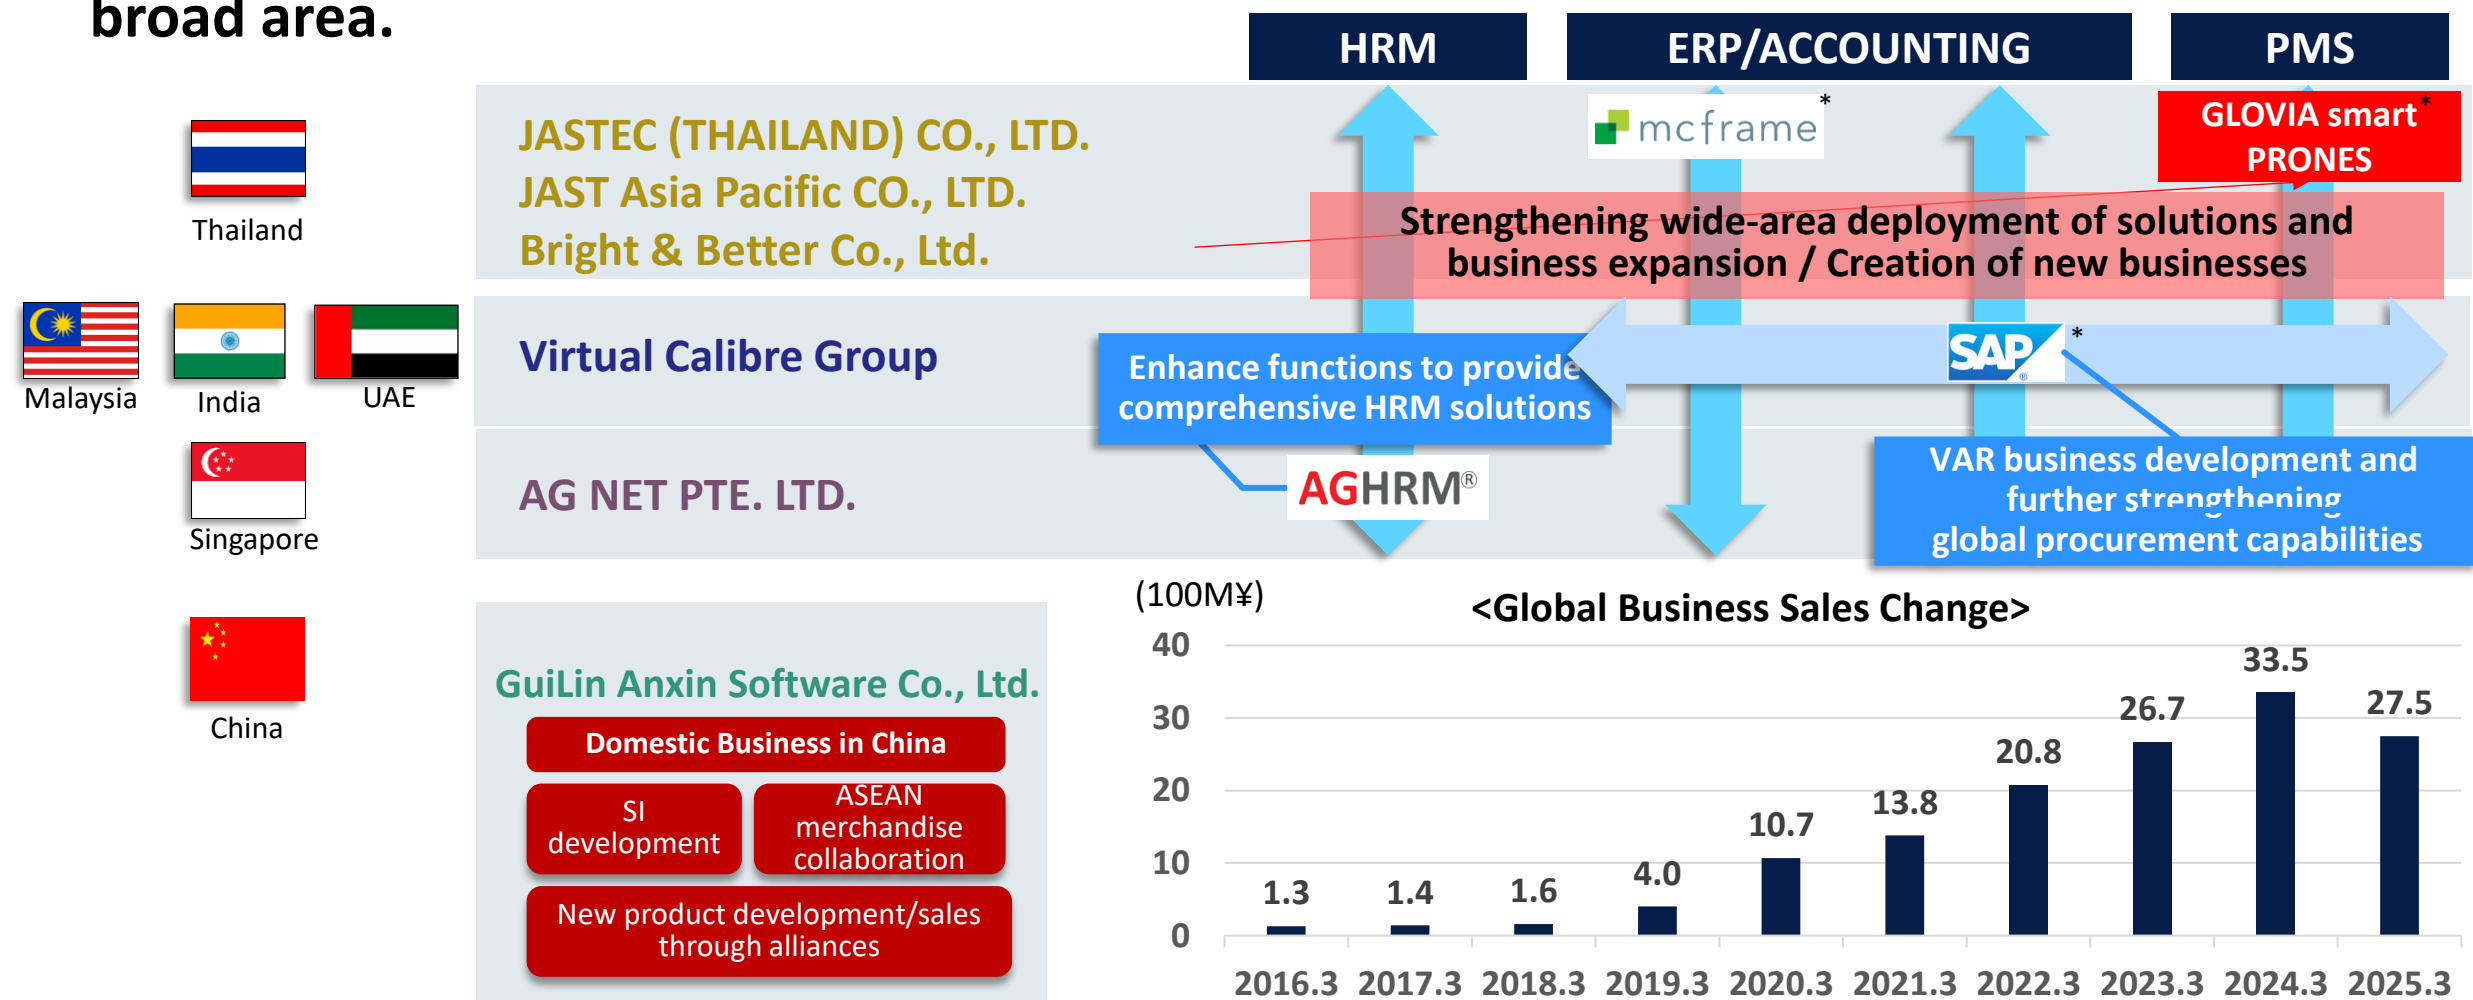 broad area.
HRM
ERP/ACCOUNTING
PMS
Thailand
JASTEC (THAILAND) CO., LTD.
JAST Asia Pacific CO., LTD.
Bright & Better Co., Ltd.
mcframe*
GLOVIA smart*
PRONES
Strengthening wide-area deployment of solutions and
business expansion / Creation of new businesses
Malaysia
India
UAE
Virtual Calibre Group
Enhance functions to provide
comprehensive HRM solutions
SAP® *
Singapore
AG NET PTE. LTD.
AGHRM®
VAR business development and
further strengthening
global procurement capabilities
China
GuiLin Anxin Software Co., Ltd.
Domestic Business in China
SI
development
ASEAN
merchandise
collaboration
New product development/sales
through alliances
(100M¥)
<Global Business Sales Change>
40
30
20
10
0
1.3
1.4
1.6
4.0
10.7
13.8
20.8
26.7
33.5
27.5
2016.3 2017.3 2018.3 2019.3 2020.3 2021.3 2022.3 2023.3 2024.3 2025.3